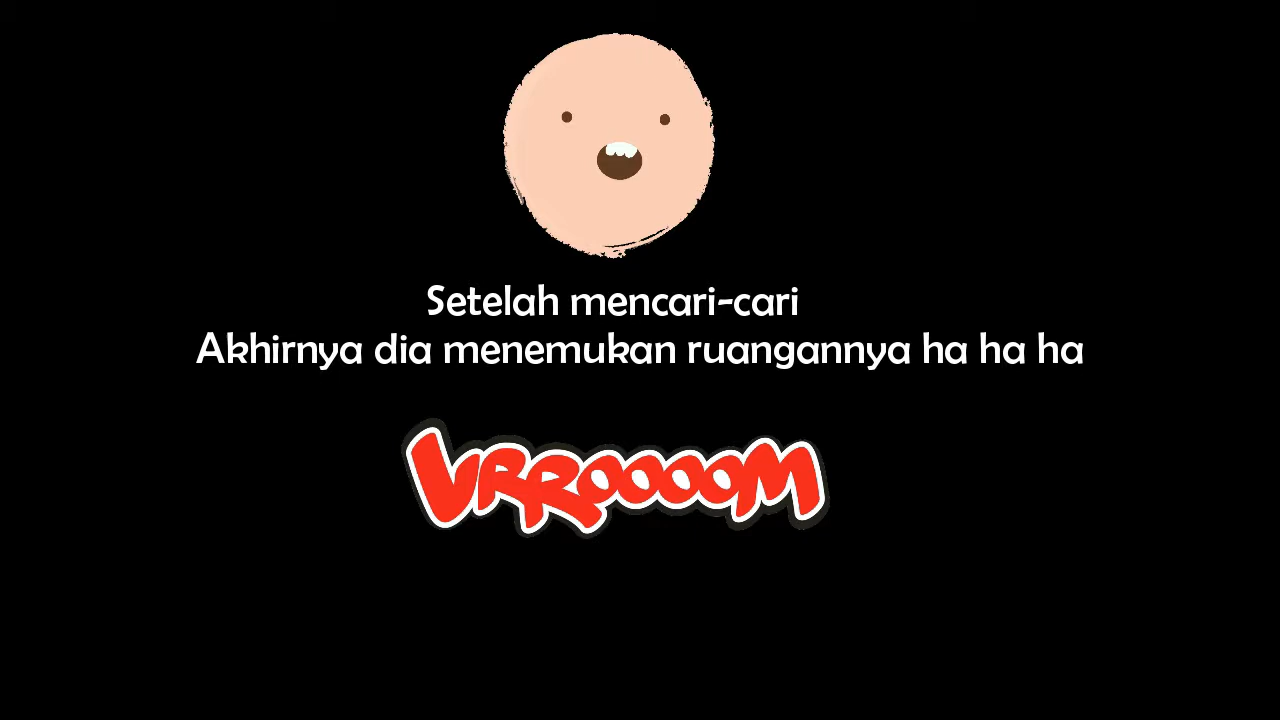 Setelah mencari-cari
Akhirnya dia menemukan ruangannya ha ha ha
VRROOOOM